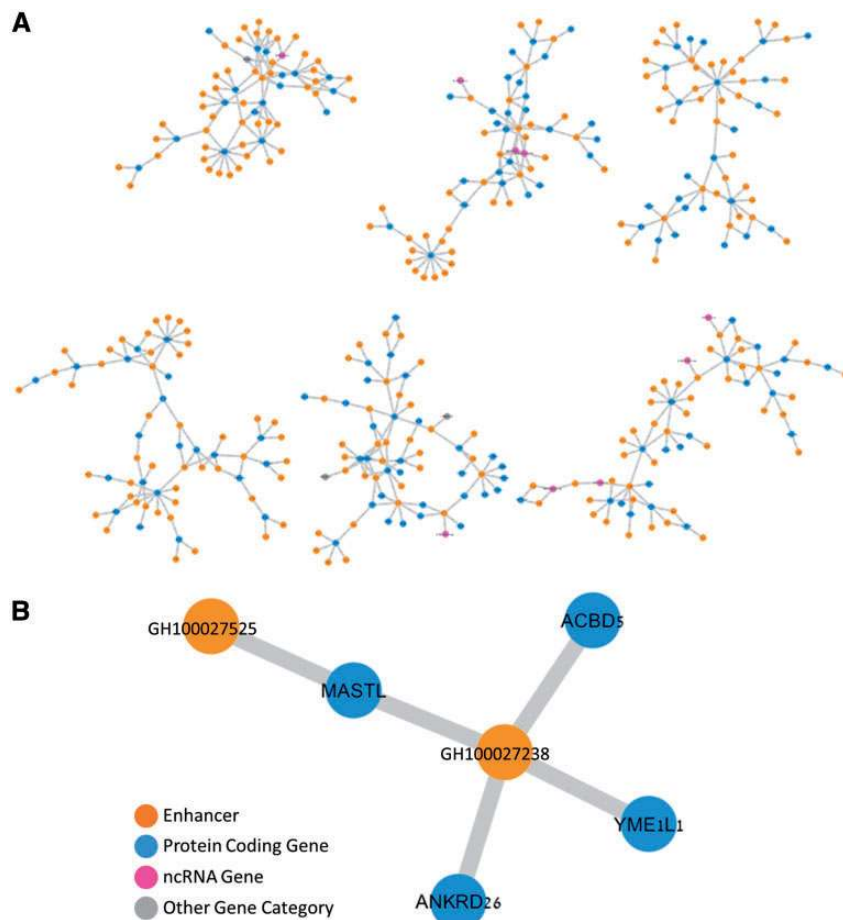 A
B
GH100027525
ACBD5
MASTL
GH100027238
YME1L1
ANKRD26
Enhancer
Protein Coding Gene
ncRNA Gene
Other Gene Category